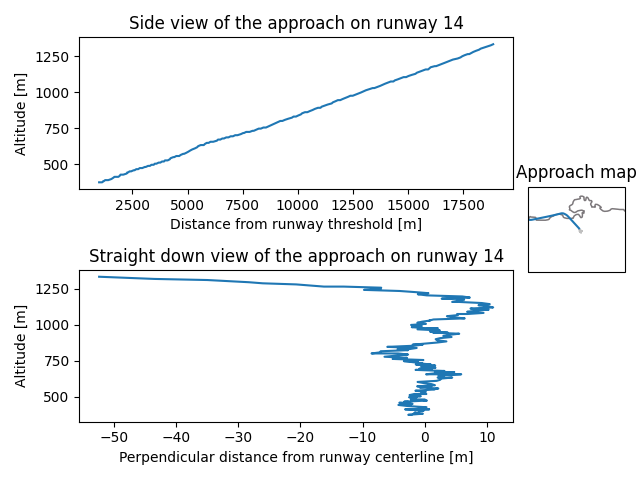 Side view of the approach on runway 14
1250
1000
750
500
Altitude [m]
2500 5000 7500 10000 12500 15000 17500
Distance from runway threshold [m]
Approach map
Straight down view of the approach on runway 14
1250
1000
750
500
Altitude [m]
−50 −40 −30 −20 −10 0 10
Perpendicular distance from runway centerline [m]